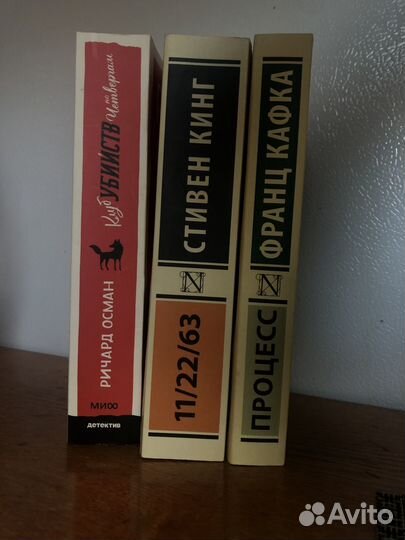 РИЧАРД ОСМАН
Клуб
УБИЙСТВ
по
Четвергам
МИФ
детектив
СТИВЕН КИНГ
11/22/63
ФРАНЦ КАФКА
ПРОЦЕСС
Avito